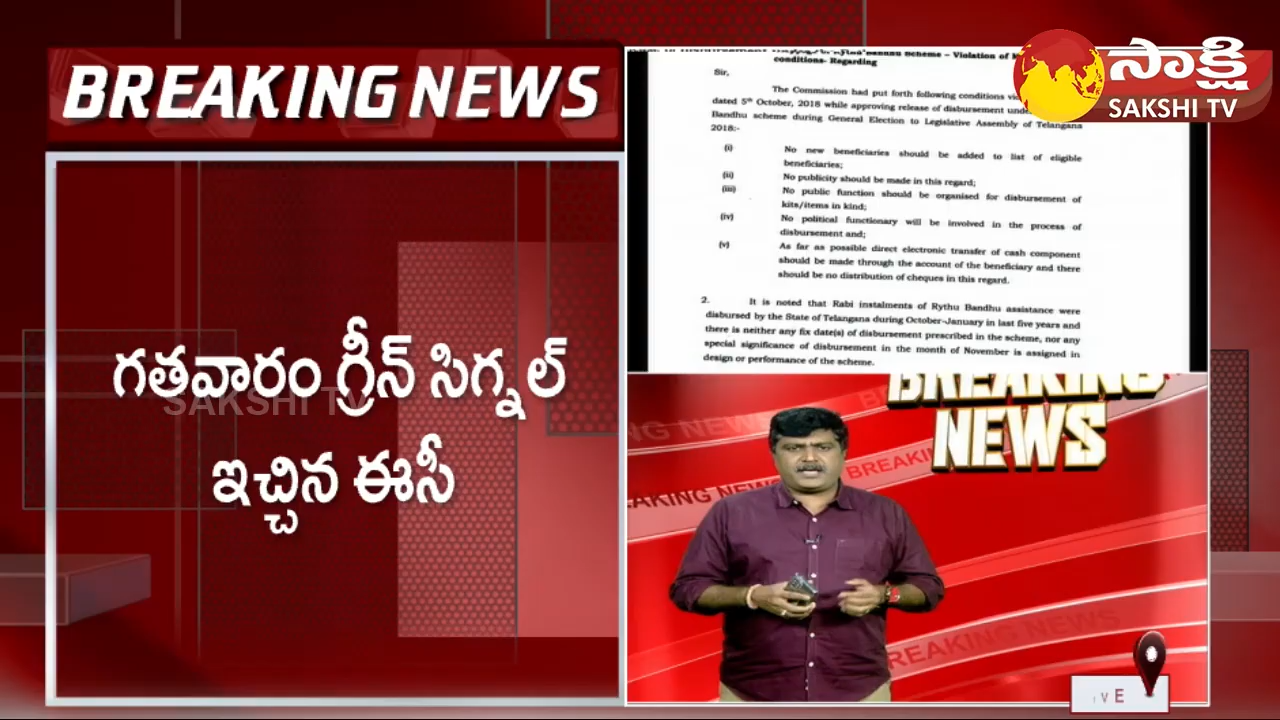 BREAKING NEWS
గతవారం గ్రీన్ సిగ్నల్
ఇచ్చిన ఈసీ
SAKSHI TV
సాక్షి
SAKSHI TV
Bandhu Scheme – Violation of
conditions- Regarding
Sir,
The Commission had put forth following conditions
dated 5th October, 2018 while approving release of disbursement
Bandhu scheme during General Election to Legislative Assembly of Telangana
2018:-
(i) No new beneficiaries should be added to list of eligible
beneficiaries;
(ii) No publicity should be made in this regard;
(iii) No public function should be organised for disbursement of
kits/items in kind;
(iv) No political functionary will be involved in the process of
disbursement and;
(v) As far as possible direct electronic transfer of cash component
should be made through the account of the beneficiary and there
should be no distribution of cheques in this regard.
2. It is noted that Rabi instalments of Rythu Bandhu assistance were
disbursed by the State of Telangana during October-January in last five years and
there is neither any fix date(s) of disbursement prescribed in the scheme, nor any
special significance of disbursement in the month of November is assigned in
design or performance of the scheme.
BREAKING
NEWS
BREAKING NEWS